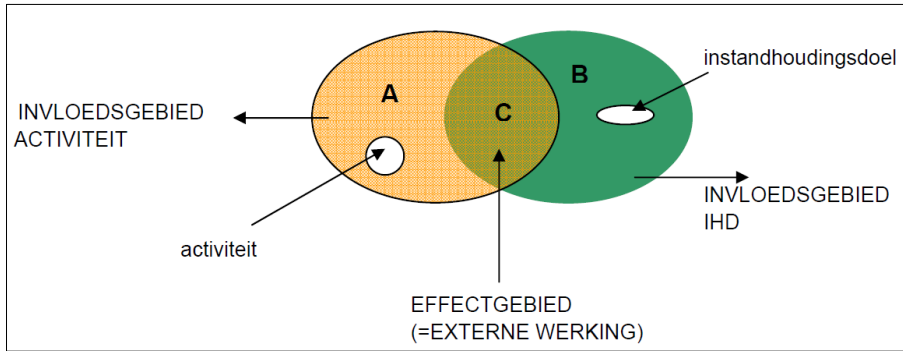 instandhoudingsdoel
B
A
C
INVLOEDSGEBIED
ACTIVITEIT
INVLOEDSGEBIED
IHD
activiteit
EFFECTGEBIED
(=EXTERNE WERKING)